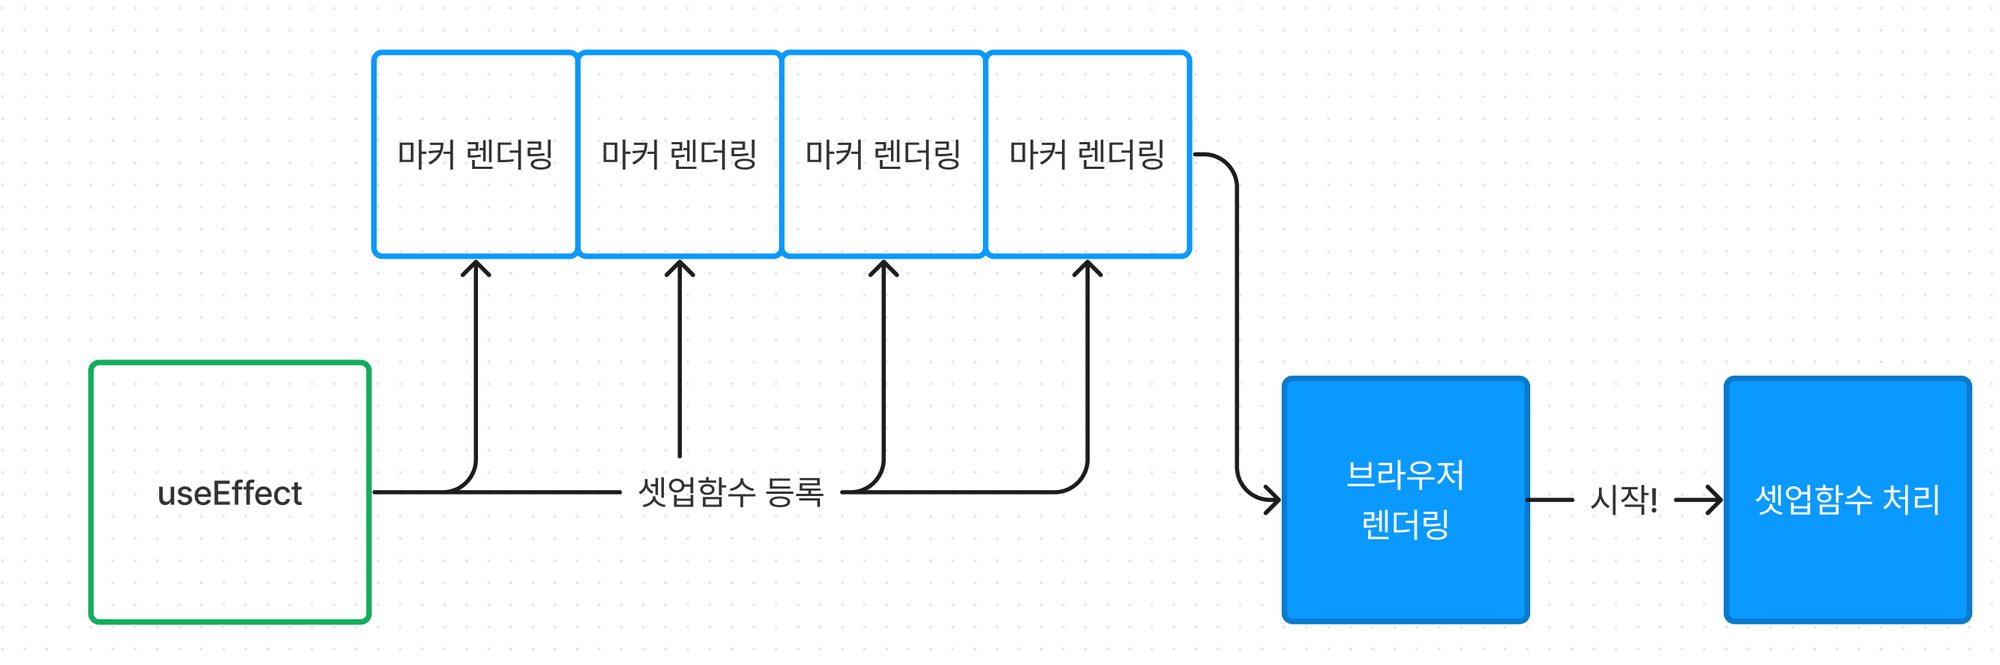 마커 렌더링
마커 렌더링
마커 렌더링
마커 렌더링
useEffect
셋업함수 등록
브라우저
렌더링
시작!
셋업함수 처리